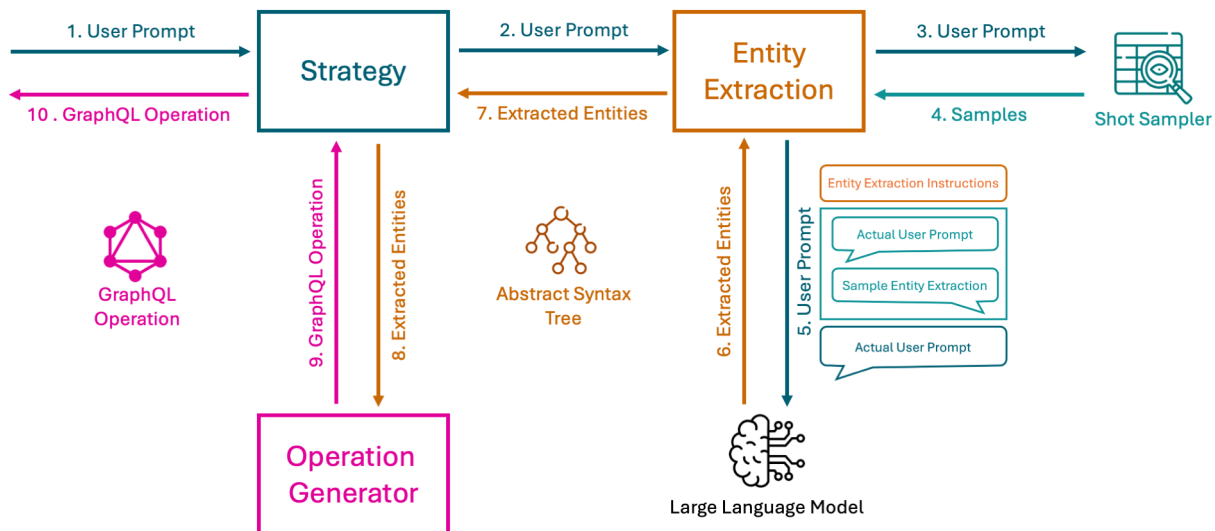 1. User Prompt
2. User Prompt
3. User Prompt
Strategy
Entity
Extraction
10 . GraphQL Operation
7. Extracted Entities
4. Samples
Shot Sampler
9. GraphQL Operation
8. Extracted Entities
6. Extracted Entities
5. User Prompt
Entity Extraction Instructions
Actual User Prompt
Sample Entity Extraction
Actual User Prompt
GraphQL
Operation
Abstract Syntax
Tree
Operation
Generator
Large Language Model